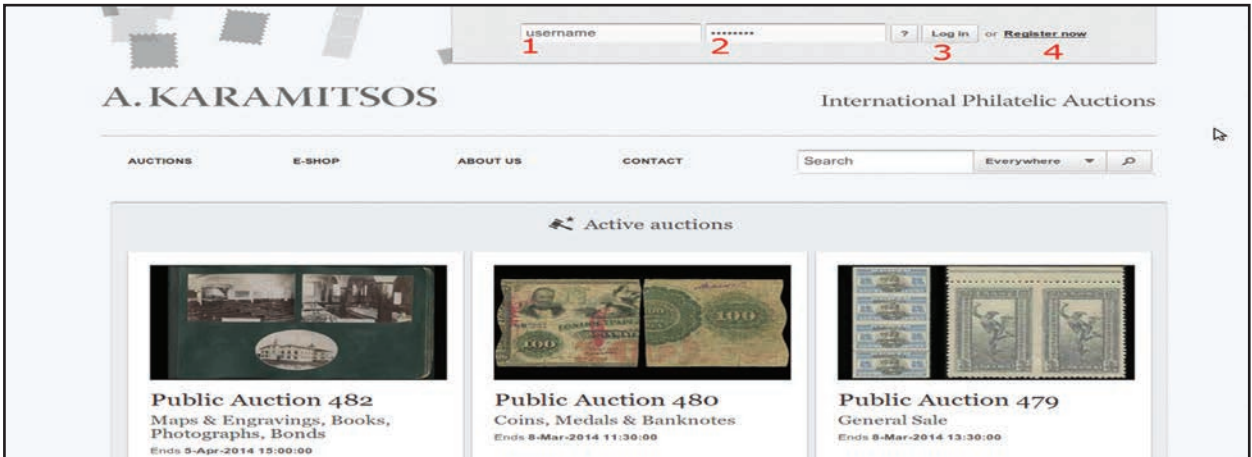 username ········ ? Log in or Register now
1 2 3 4
A. KARAMITSOS
International Philatelic Auctions
AUCTIONS E-SHOP ABOUT US CONTACT Search Everywhere
Active auctions
100 100
Public Auction 482
Maps & Engravings, Books,
Photographs, Bonds
Ends 5-Apr-2014 15:00:00
Public Auction 480
Coins, Medals & Banknotes
Ends 8-Mar-2014 11:30:00
Public Auction 479
General Sale
Ends 8-Mar-2014 13:30:00